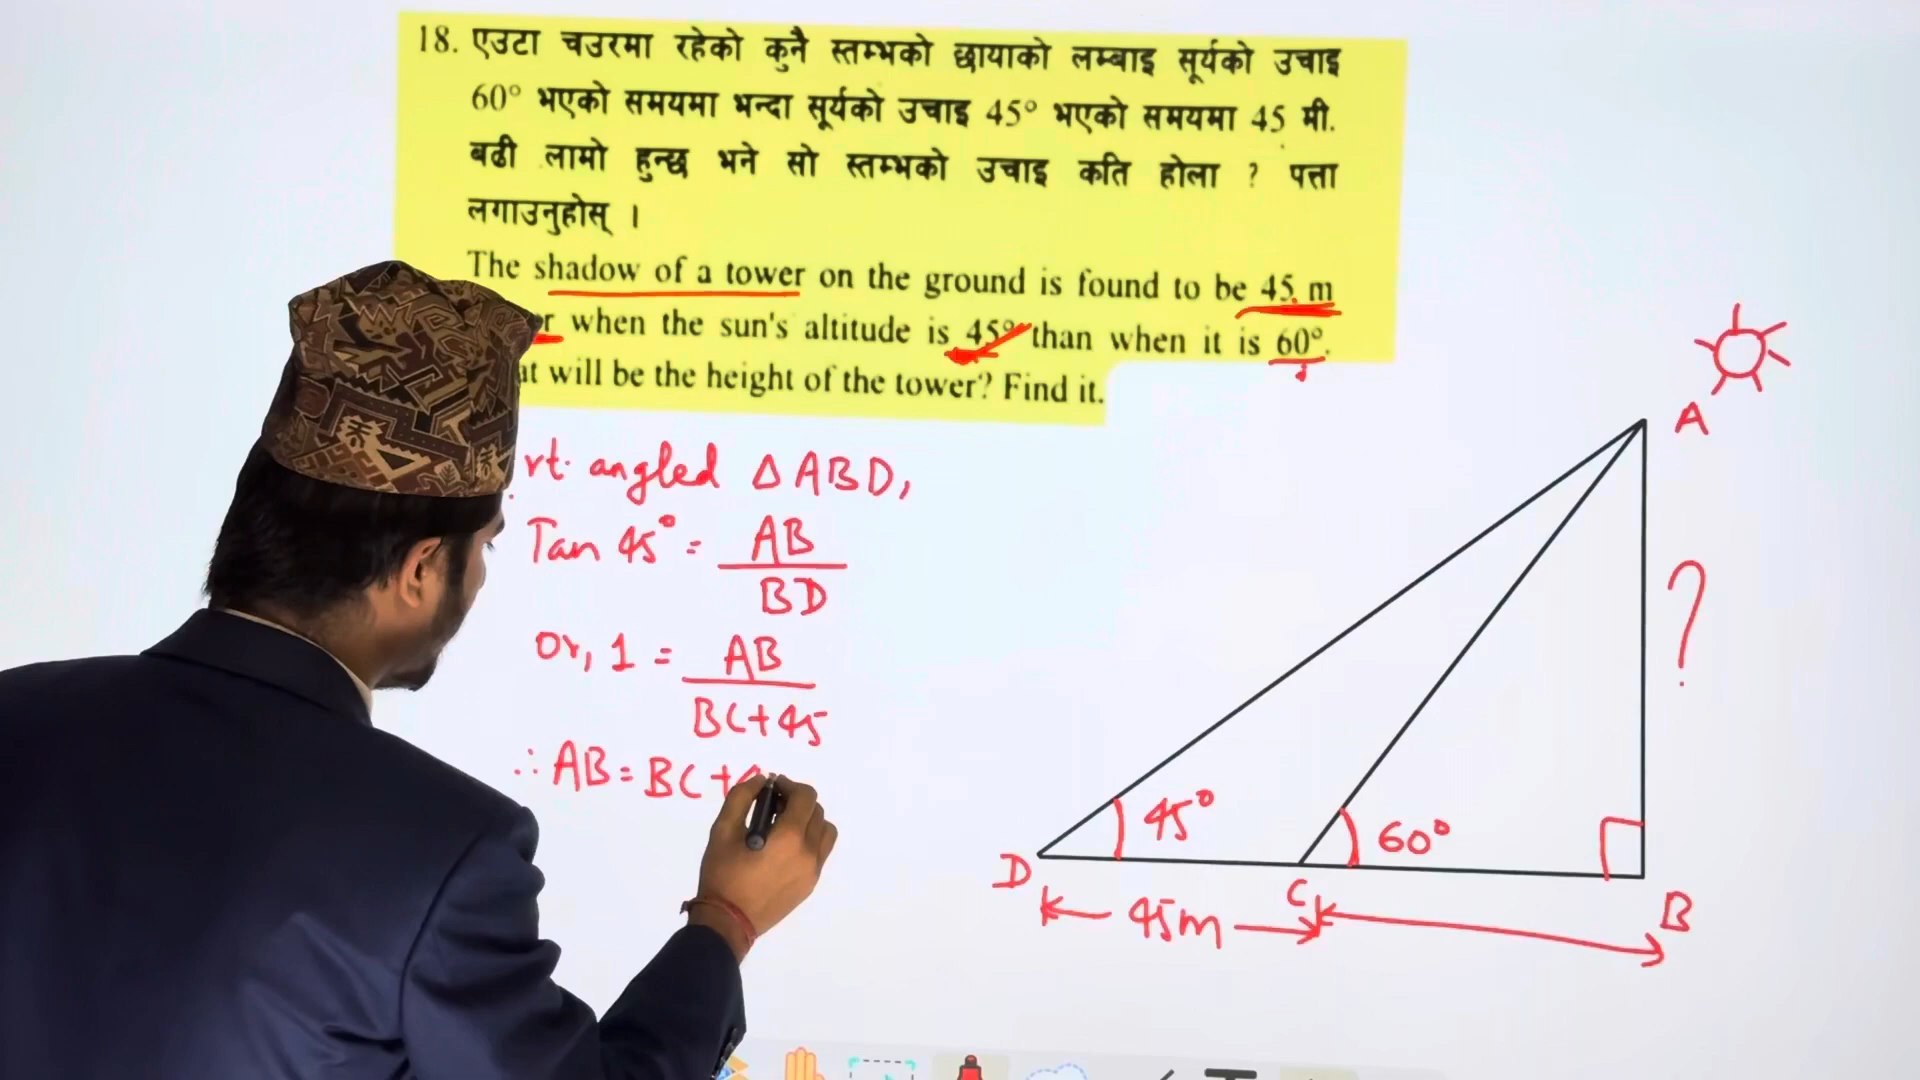 18. एउटा चउरमा रहेको कुनै स्तम्भको छायाको लम्बाइ सूर्यको उचाइ
60° भएको समयमा भन्दा सूर्यको उचाइ 45° भएको समयमा 45 मी.
बढी लामो हुन्छ भने सो स्तम्भको उचाइ कति होला ? पत्ता
लगाउनुहोस् ।
The shadow of a tower on the ground is found to be 45 m
when the sun's altitude is 45° than when it is 60°.
will be the height of the tower? Find it.
rt. angled Δ ABD,
Tan 45° = AB
BD
or, 1 = AB
BC+45
∴ AB = BC +
A
?
45°
60°
D
C
B
45m